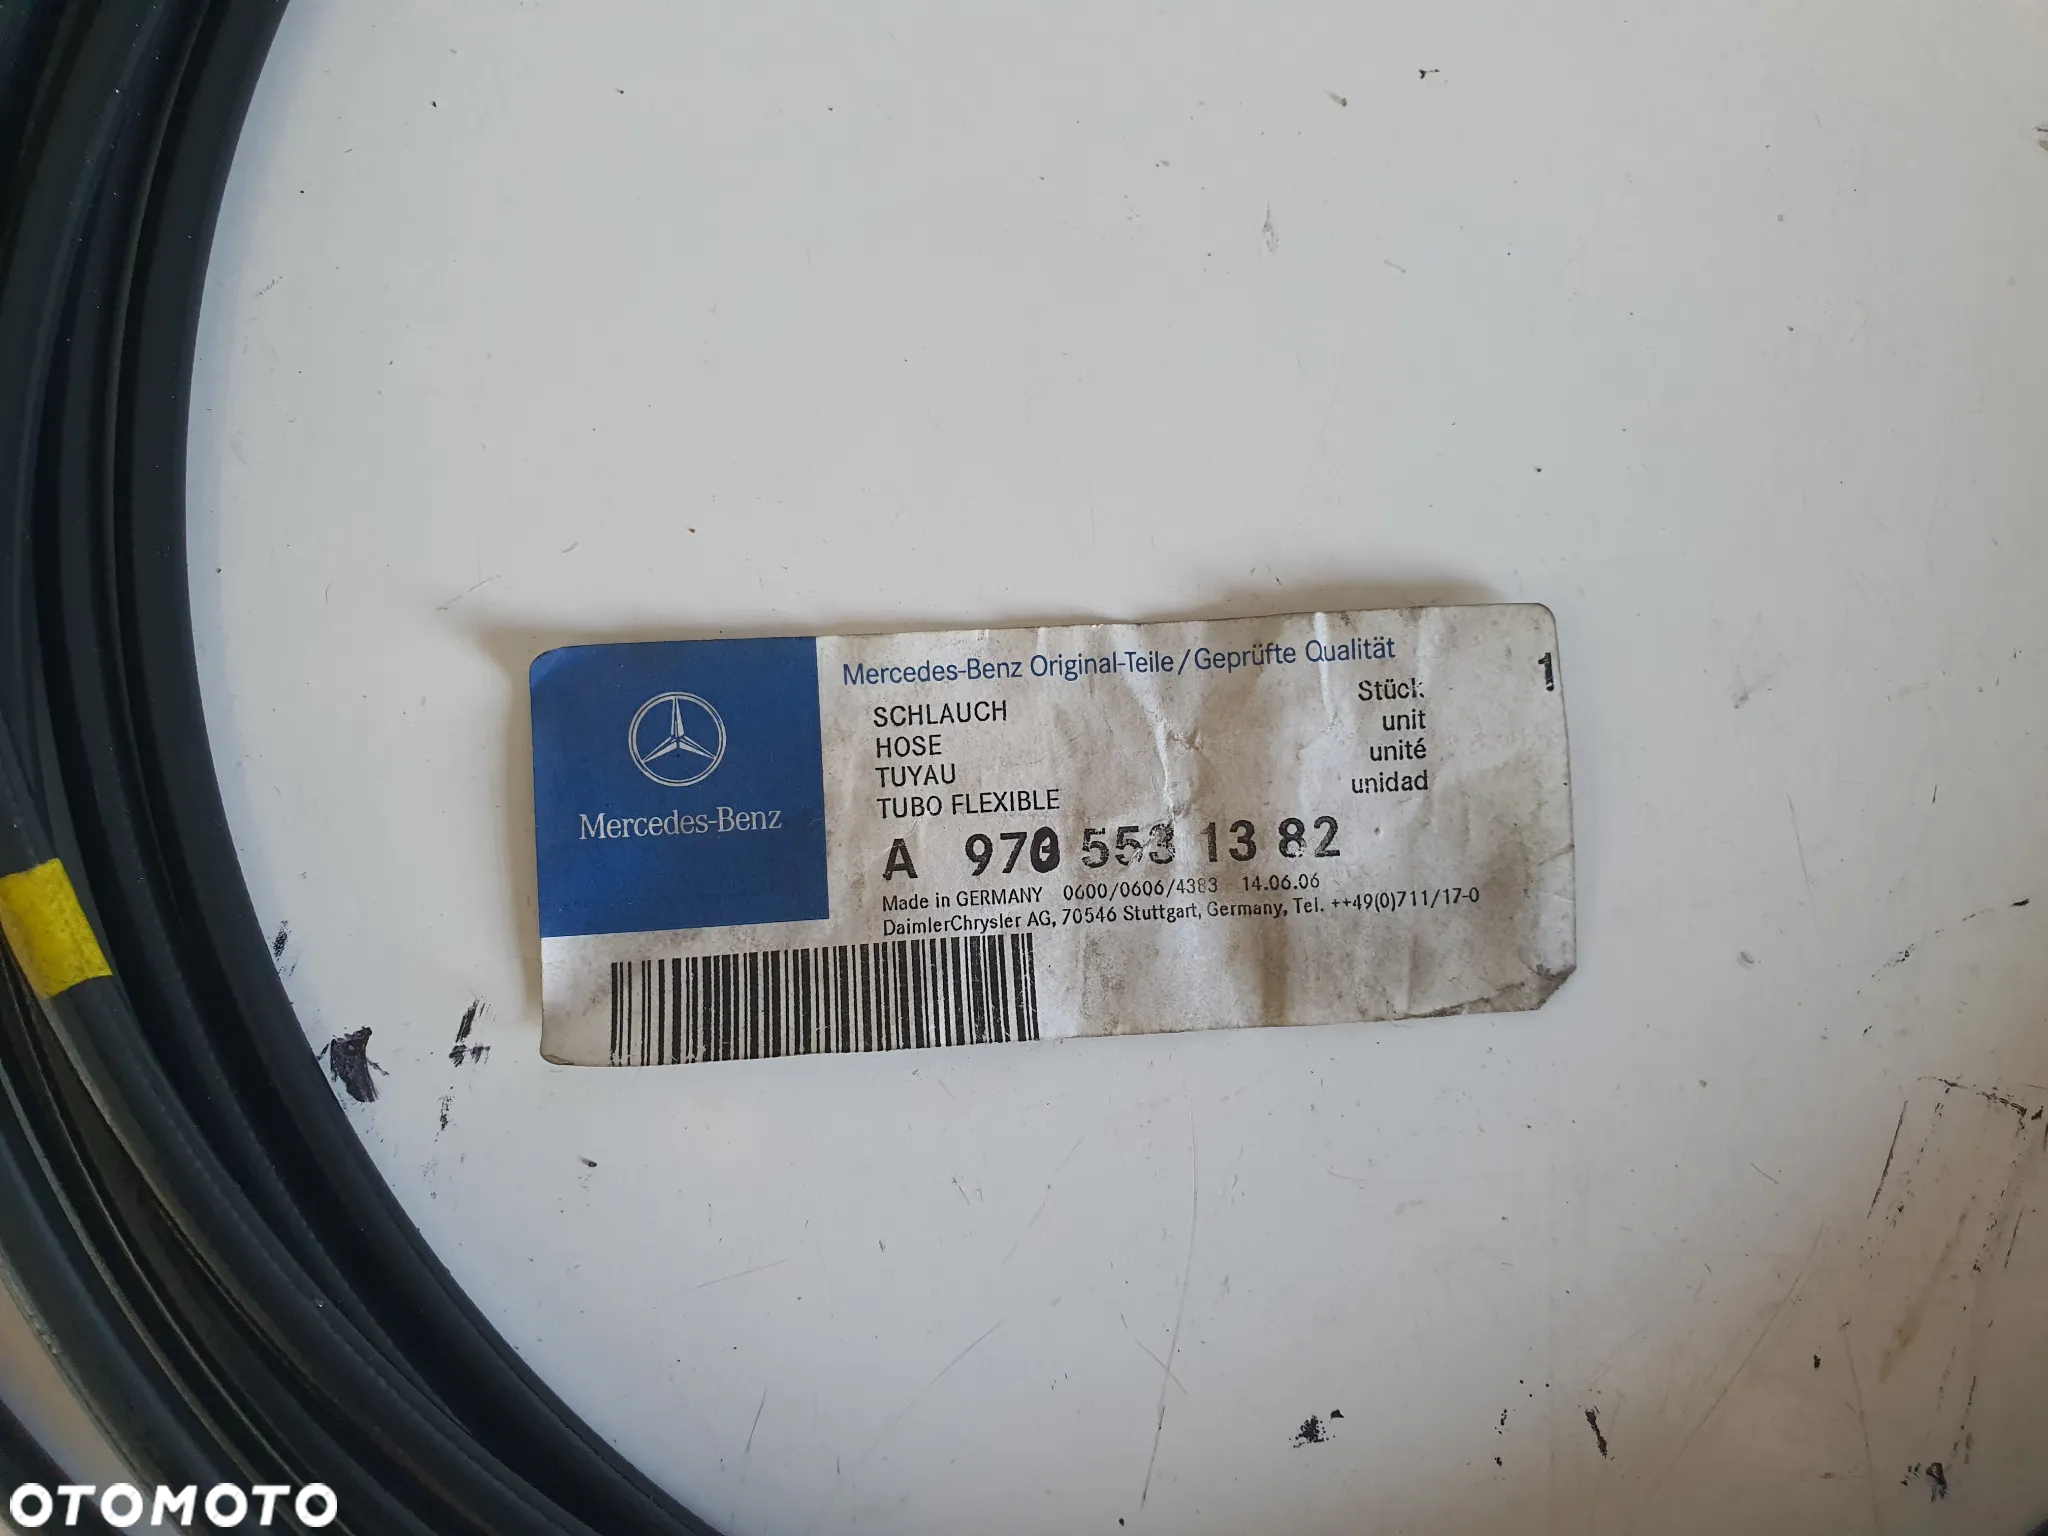 Mercedes-Benz
Mercedes-Benz Original-Teile/Geprüfte Qualität
SCHLAUCH
HOSE
TUYAU
TUBO FLEXIBLE
Stück 1
unit
unité
unidad
A 970 553 13 82
Made in GERMANY 0600/0606/4383 14.06.06
DaimlerChrysler AG, 70546 Stuttgart, Germany, Tel. ++49(0)711/17-0
OTOMOTO